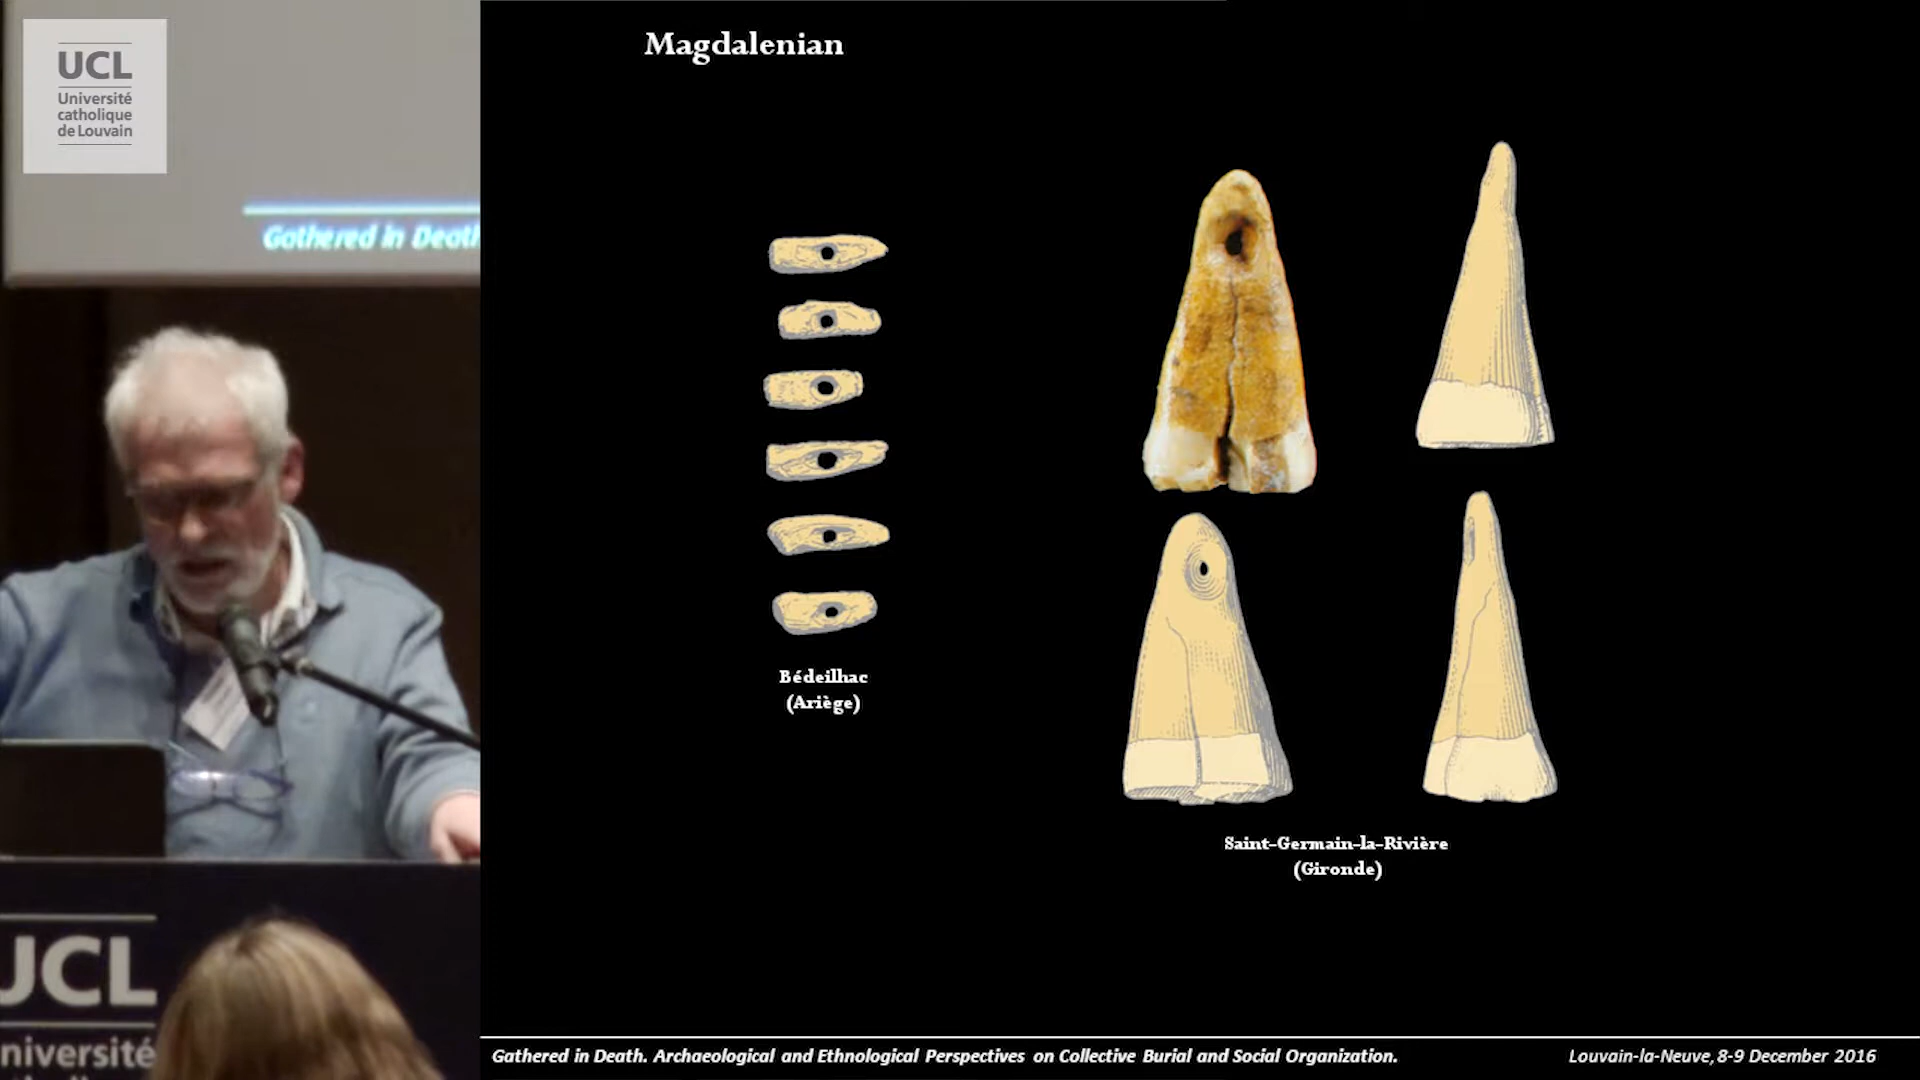 UCL
Université
catholique
de Louvain
Gathered in Death
Magdalenian
Bédeilhac
(Ariège)
Saint-Germain-la-Rivière
(Gironde)
UCL
niversité
Gathered in Death. Archaeological and Ethnological Perspectives on Collective Burial and Social Organization.
Louvain-la-Neuve, 8-9 December 2016